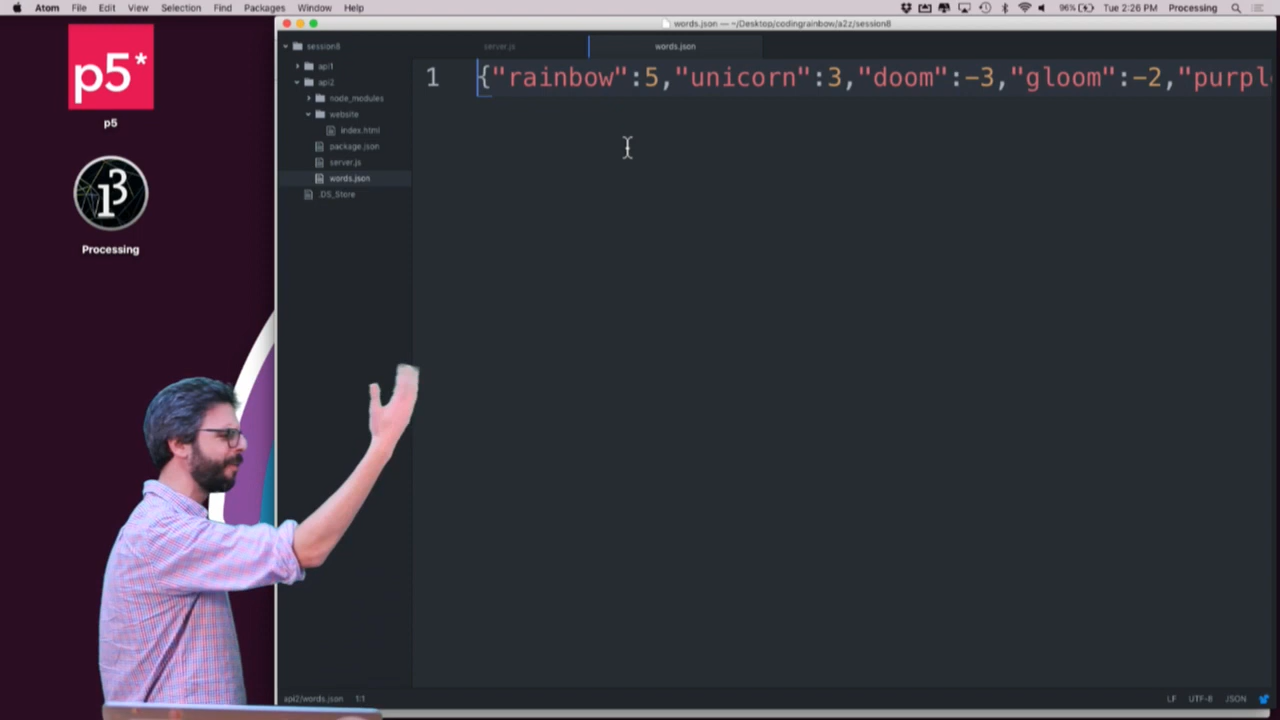 Atom File Edit View Selection Find Packages Window Help 96% Tue 2:26 PM Processing
words.json — ~/Desktop/codingrainbow/a2z/session8
p5*
p5
Processing
session8
server.js
words.json
api1
api2
node_modules
website
index.html
package.json
server.js
words.json
.DS_Store
1 {"rainbow":5,"unicorn":3,"doom":-3,"gloom":-2,"purpl
api2/words.json 1:1
LF UTF-8 JSON